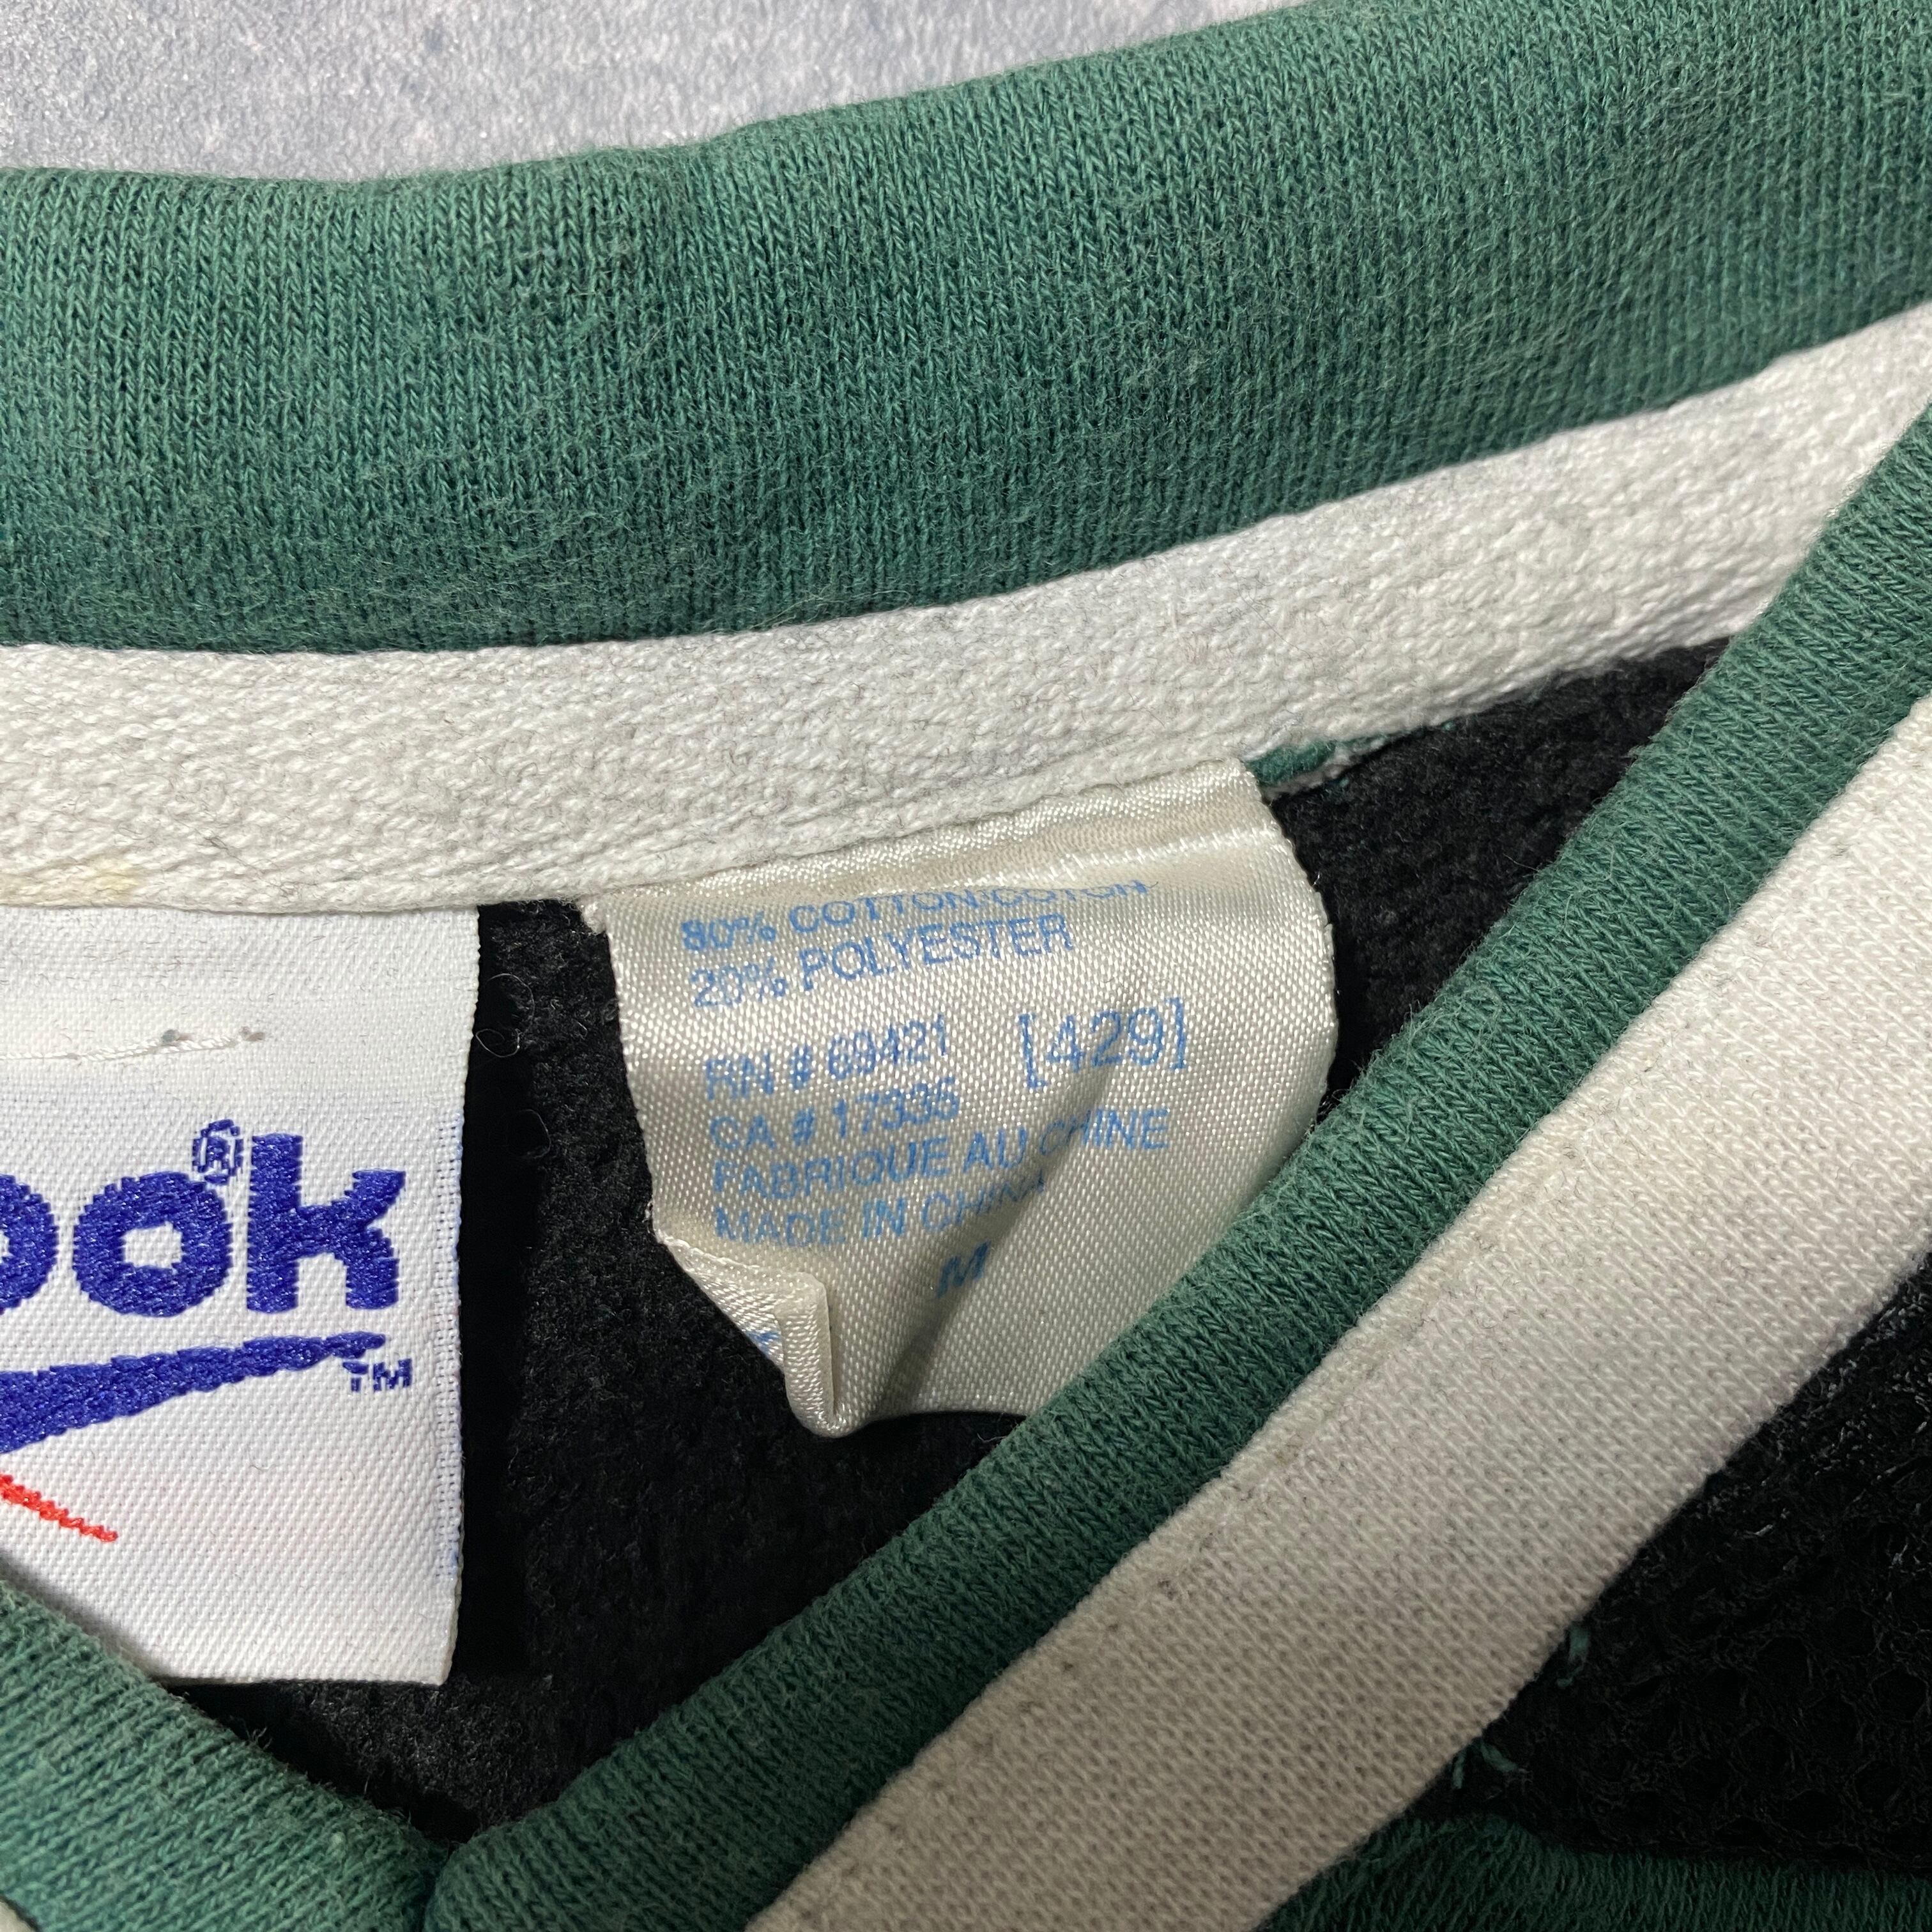 ook®
TM
80% COTTON/COTON
20% POLYESTER
RN # 69421 [429]
CA # 17335
FABRIQUE AU CHINE
MADE IN CHINA
M